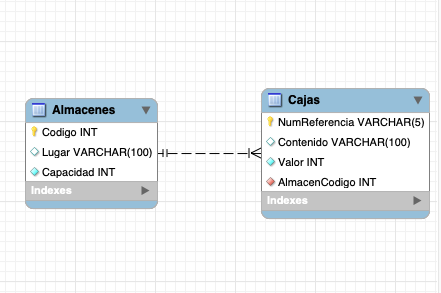 Almacenes
Codigo INT
Lugar VARCHAR(100)
Capacidad INT
Indexes
Cajas
NumReferencia VARCHAR(5)
Contenido VARCHAR(100)
Valor INT
AlmacenCodigo INT
Indexes